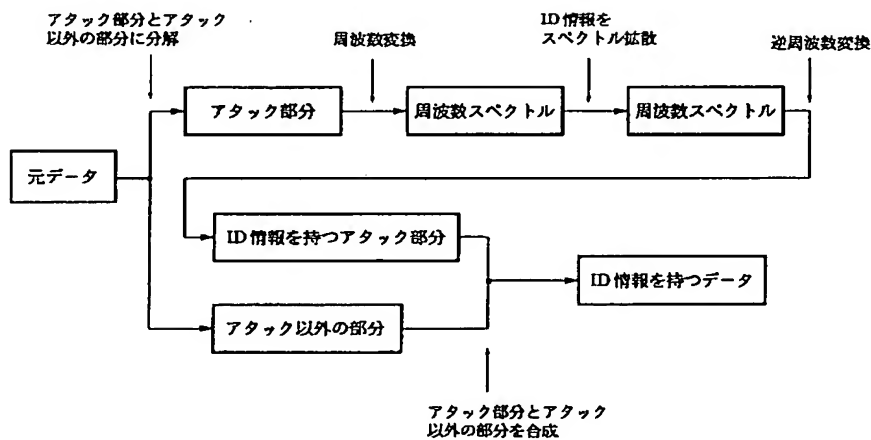 アタック部分とアタック
以外の部分に分解
周波数変換
ID情報を
スペクトル拡散
逆周波数変換
アタック部分
周波数スペクトル
周波数スペクトル
元データ
ID情報を持つアタック部分
ID情報を持つデータ
アタック以外の部分
アタック部分とアタック
以外の部分を合成